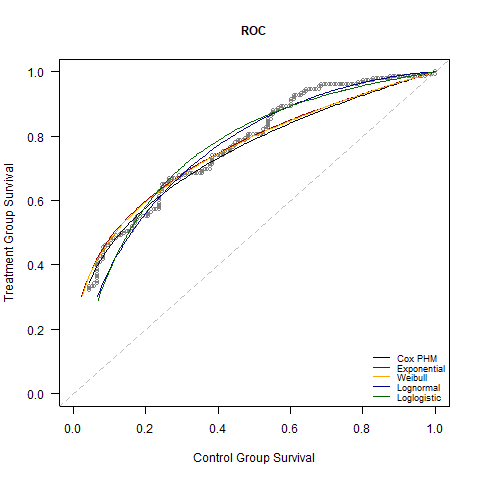 ROC
Treatment Group Survival
1.0
0.8
0.6
0.4
0.2
0.0
Cox PHM
Exponential
Weibull
Lognormal
Loglogistic
0.0 0.2 0.4 0.6 0.8 1.0
Control Group Survival